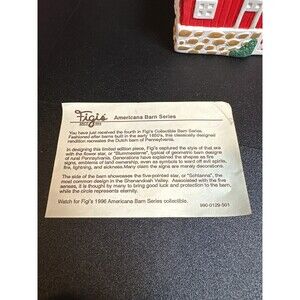 Figi's
Americana Barn Series
You have just received the fourth in Figi's Collectible Barn Series.
Fashioned after barns built in the early 1850's, this classically designed
rendition recreates the Dutch barn of Pennsylvania.
In designing this limited edition piece, Figi's captured the style of that era
with the flower star, or "Blummeschterne", typical of geometric barn designs
of rural Pennsylvania. Generations have explained the shapes as fire
signs, emblems of land ownership, even as symbols to ward off evil spirits,
fire, lightning, and sickness. Many claim the signs are merely decorations.
The side of the barn showcases the five-pointed star, or "Schtanna", the
most common design in the Shenandoah Valley. Associated with the five
senses, it is thought by many to bring good luck and protection to the barn,
while the circle represents eternity.
Watch for Figi's 1996 Americana Barn Series collectible.
990-0129-501